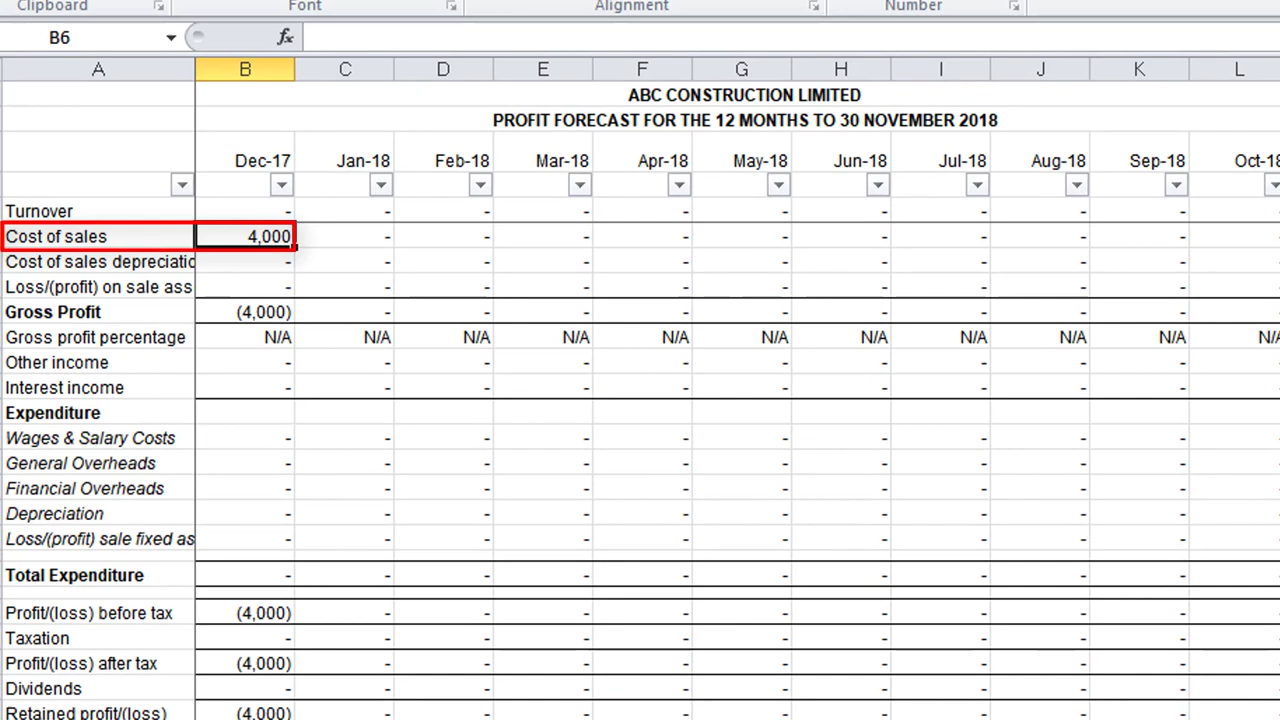 Clipboard Font Alignment Number
B6 fx
A B C D E F G H I J K L
ABC CONSTRUCTION LIMITED
PROFIT FORECAST FOR THE 12 MONTHS TO 30 NOVEMBER 2018
Dec-17 Jan-18 Feb-18 Mar-18 Apr-18 May-18 Jun-18 Jul-18 Aug-18 Sep-18 Oct-18
Turnover - - - - - - - - - -
Cost of sales 4,000 - - - - - - - - -
Cost of sales depreciatio - - - - - - - - - -
Loss/(profit) on sale ass - - - - - - - - - -
Gross Profit (4,000) - - - - - - - - -
Gross profit percentage N/A N/A N/A N/A N/A N/A N/A N/A N/A N/A N/A
Other income - - - - - - - - - -
Interest income - - - - - - - - - -
Expenditure
Wages & Salary Costs - - - - - - - - - -
General Overheads - - - - - - - - - -
Financial Overheads - - - - - - - - - -
Depreciation - - - - - - - - - -
Loss/(profit) sale fixed as - - - - - - - - - -
Total Expenditure - - - - - - - - - -
Profit/(loss) before tax (4,000) - - - - - - - - -
Taxation - - - - - - - - - -
Profit/(loss) after tax (4,000) - - - - - - - - -
Dividends - - - - - - - - - -
Retained profit/(loss) (4,000) - - - - - - - - -